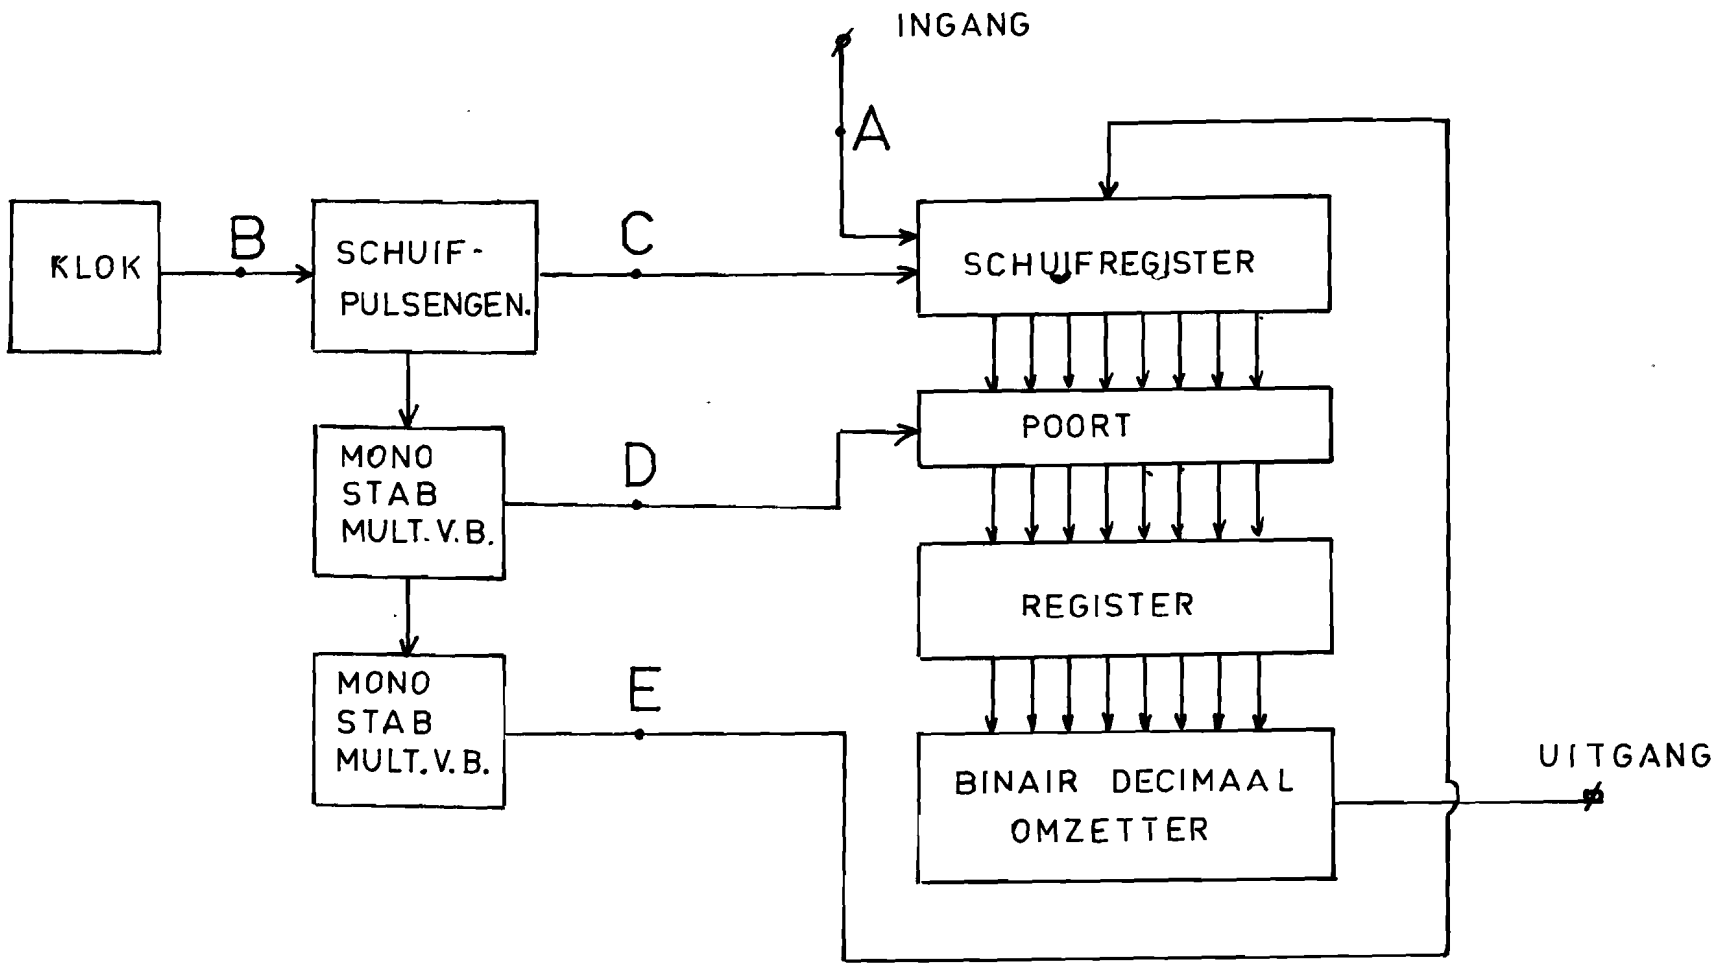 INGANG
A
KLOK
B
SCHUIF-
PULSENGEN.
C
SCHUIFREGISTER
MONO
STAB
MULT.V.B.
D
POORT
REGISTER
MONO
STAB
MULT.V.B.
E
BINAIR DECIMAAL
OMZETTER
UITGANG